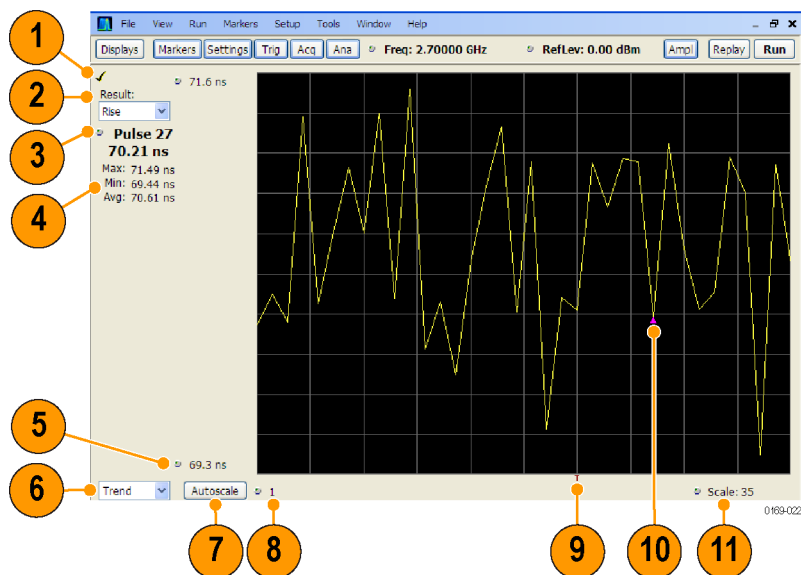 File View Run Markers Setup Tools Window Help
Displays Markers Settings Trig Acq Ana Freq: 2.70000 GHz RefLev: 0.00 dBm Ampl Replay Run
1
71.6 ns
2
Result:
Rise
3
Pulse 27
70.21 ns
Max: 71.49 ns
4
Min: 69.44 ns
Avg: 70.61 ns
5
69.3 ns
6
Trend Autoscale 1 T Scale: 35
0169-022
7 8 9 10 11